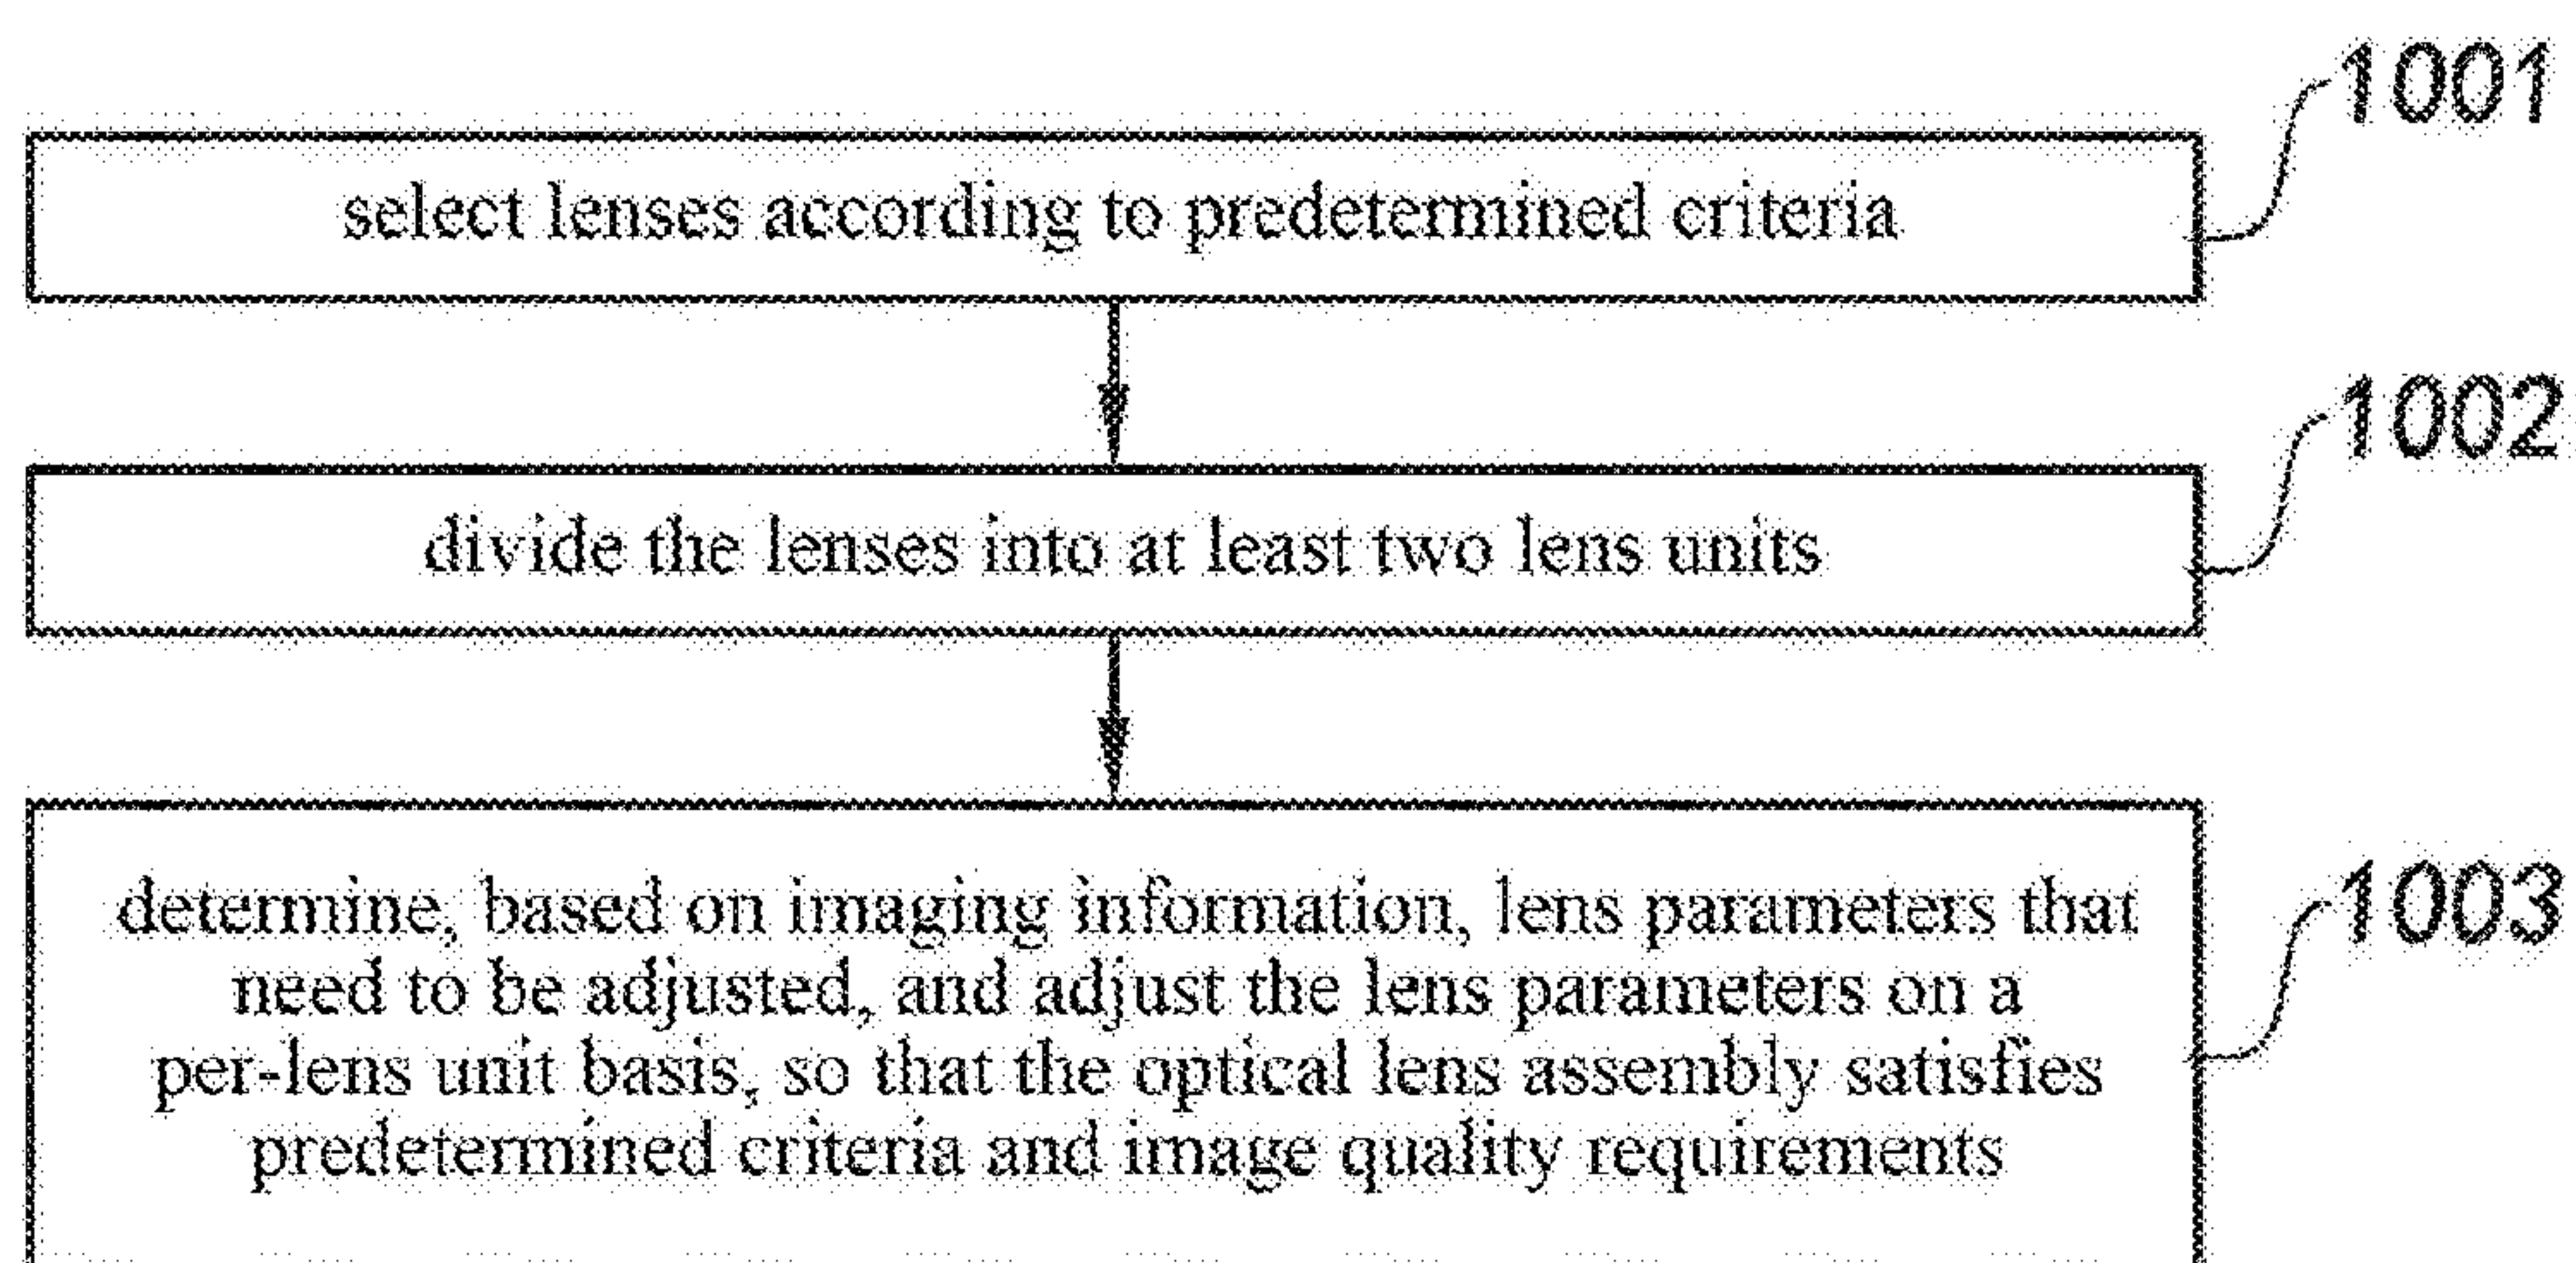 1001
select lenses according to predetermined criteria
1002
divide the lenses into at least two lens units
1003
determine, based on imaging information, lens parameters that
need to be adjusted, and adjust the lens parameters on a
per-lens unit basis, so that the optical lens assembly satisfies
predetermined criteria and image quality requirements